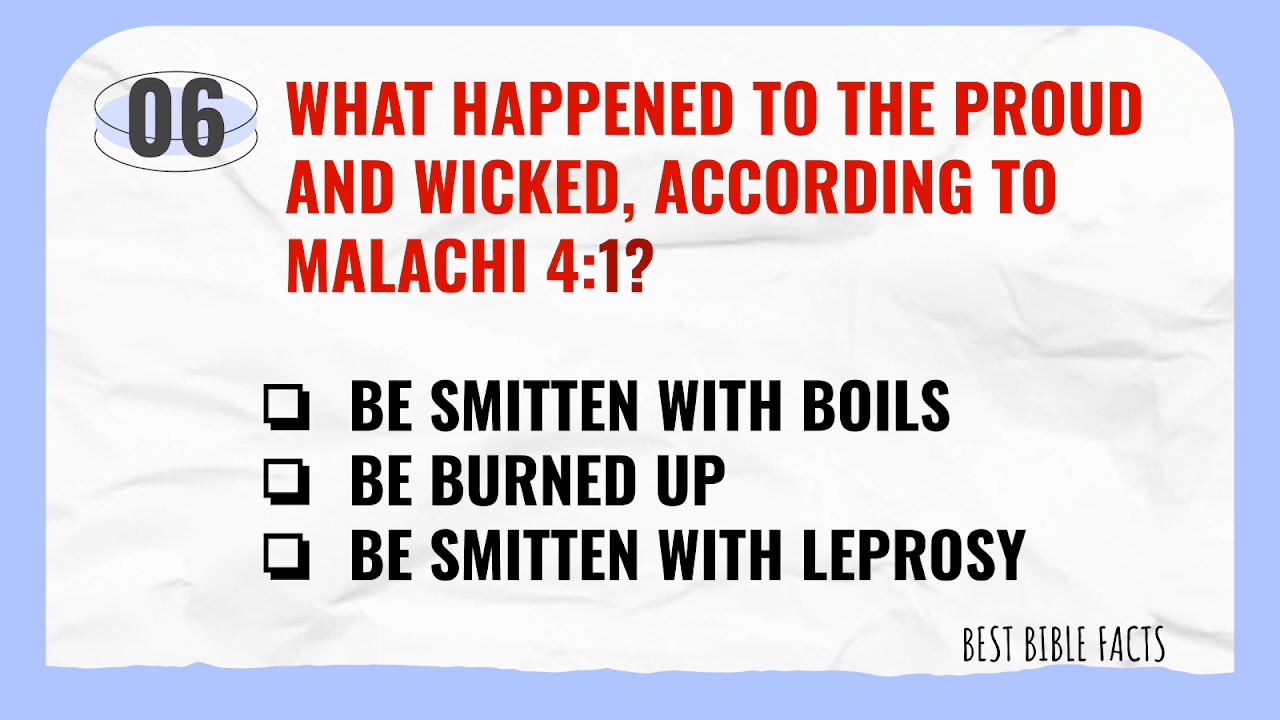 06
WHAT HAPPENED TO THE PROUD
AND WICKED, ACCORDING TO
MALACHI 4:1?
BE SMITTEN WITH BOILS
BE BURNED UP
BE SMITTEN WITH LEPROSY
BEST BIBLE FACTS